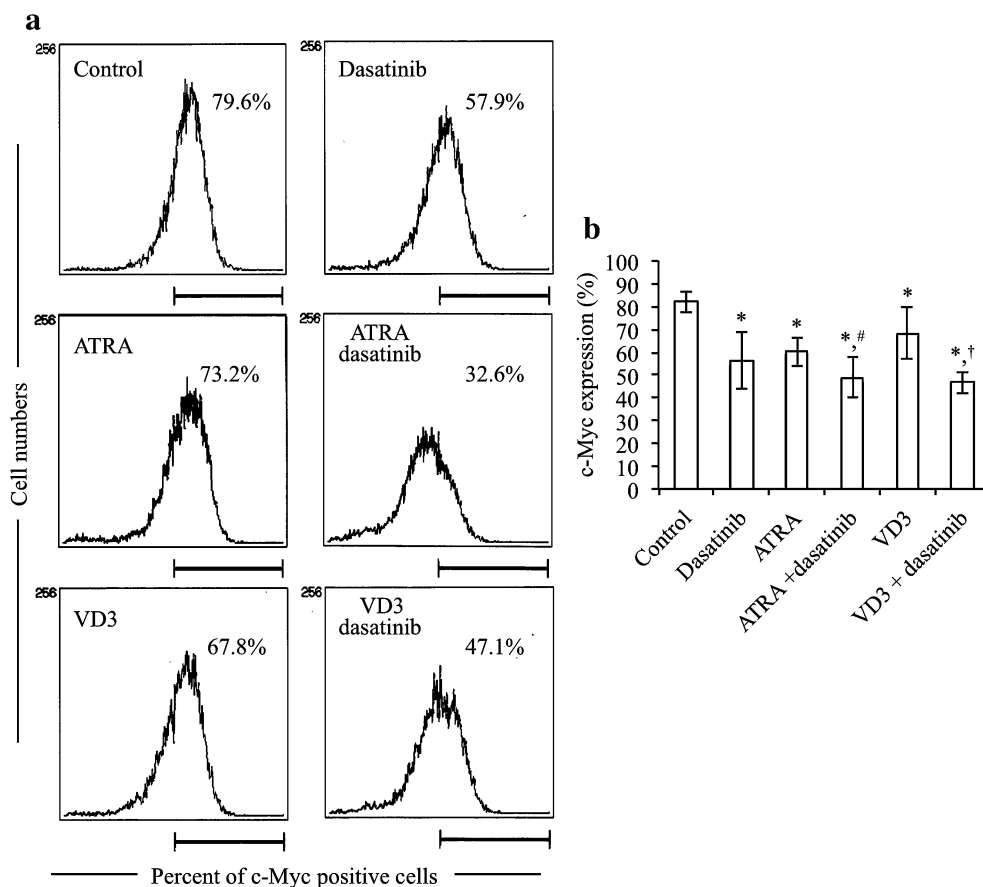 a
256
Control
79.6%
256
Dasatinib
57.9%
256
ATRA
73.2%
256
ATRA
dasatinib
32.6%
256
VD3
67.8%
256
VD3
dasatinib
47.1%
Cell numbers
Percent of c-Myc positive cells
b
c-Myc expression (%)
100
90
80
70
60
50
40
30
20
10
0
*
*
*,#
*
*,†
Control
Dasatinib
ATRA
ATRA +dasatinib
VD3
VD3 + dasatinib